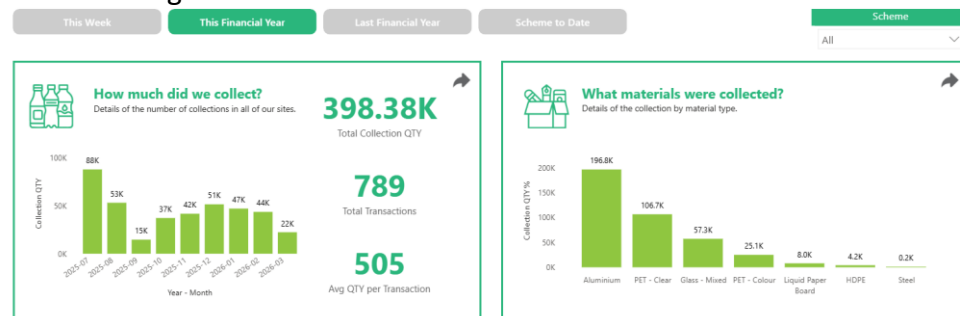 This Week
This Financial Year
Last Financial Year
Scheme to Date
Scheme
All
How much did we collect?
Details of the number of collections in all of our sites.
398.38K
Total Collection QTY
789
Total Transactions
505
Avg QTY per Transaction
Collection QTY
100K
50K
0K
88K
53K
15K
37K
42K
51K
47K
44K
22K
2025-07
2025-08
2025-09
2025-10
2025-11
2025-12
2026-01
2026-02
2026-03
Year - Month
What materials were collected?
Details of the collection by material type.
Collection QTY %
200K
150K
100K
50K
0K
196.8K
106.7K
57.3K
25.1K
8.0K
4.2K
0.2K
Aluminium
PET - Clear
Glass - Mixed
PET - Colour
Liquid Paper
Board
HDPE
Steel